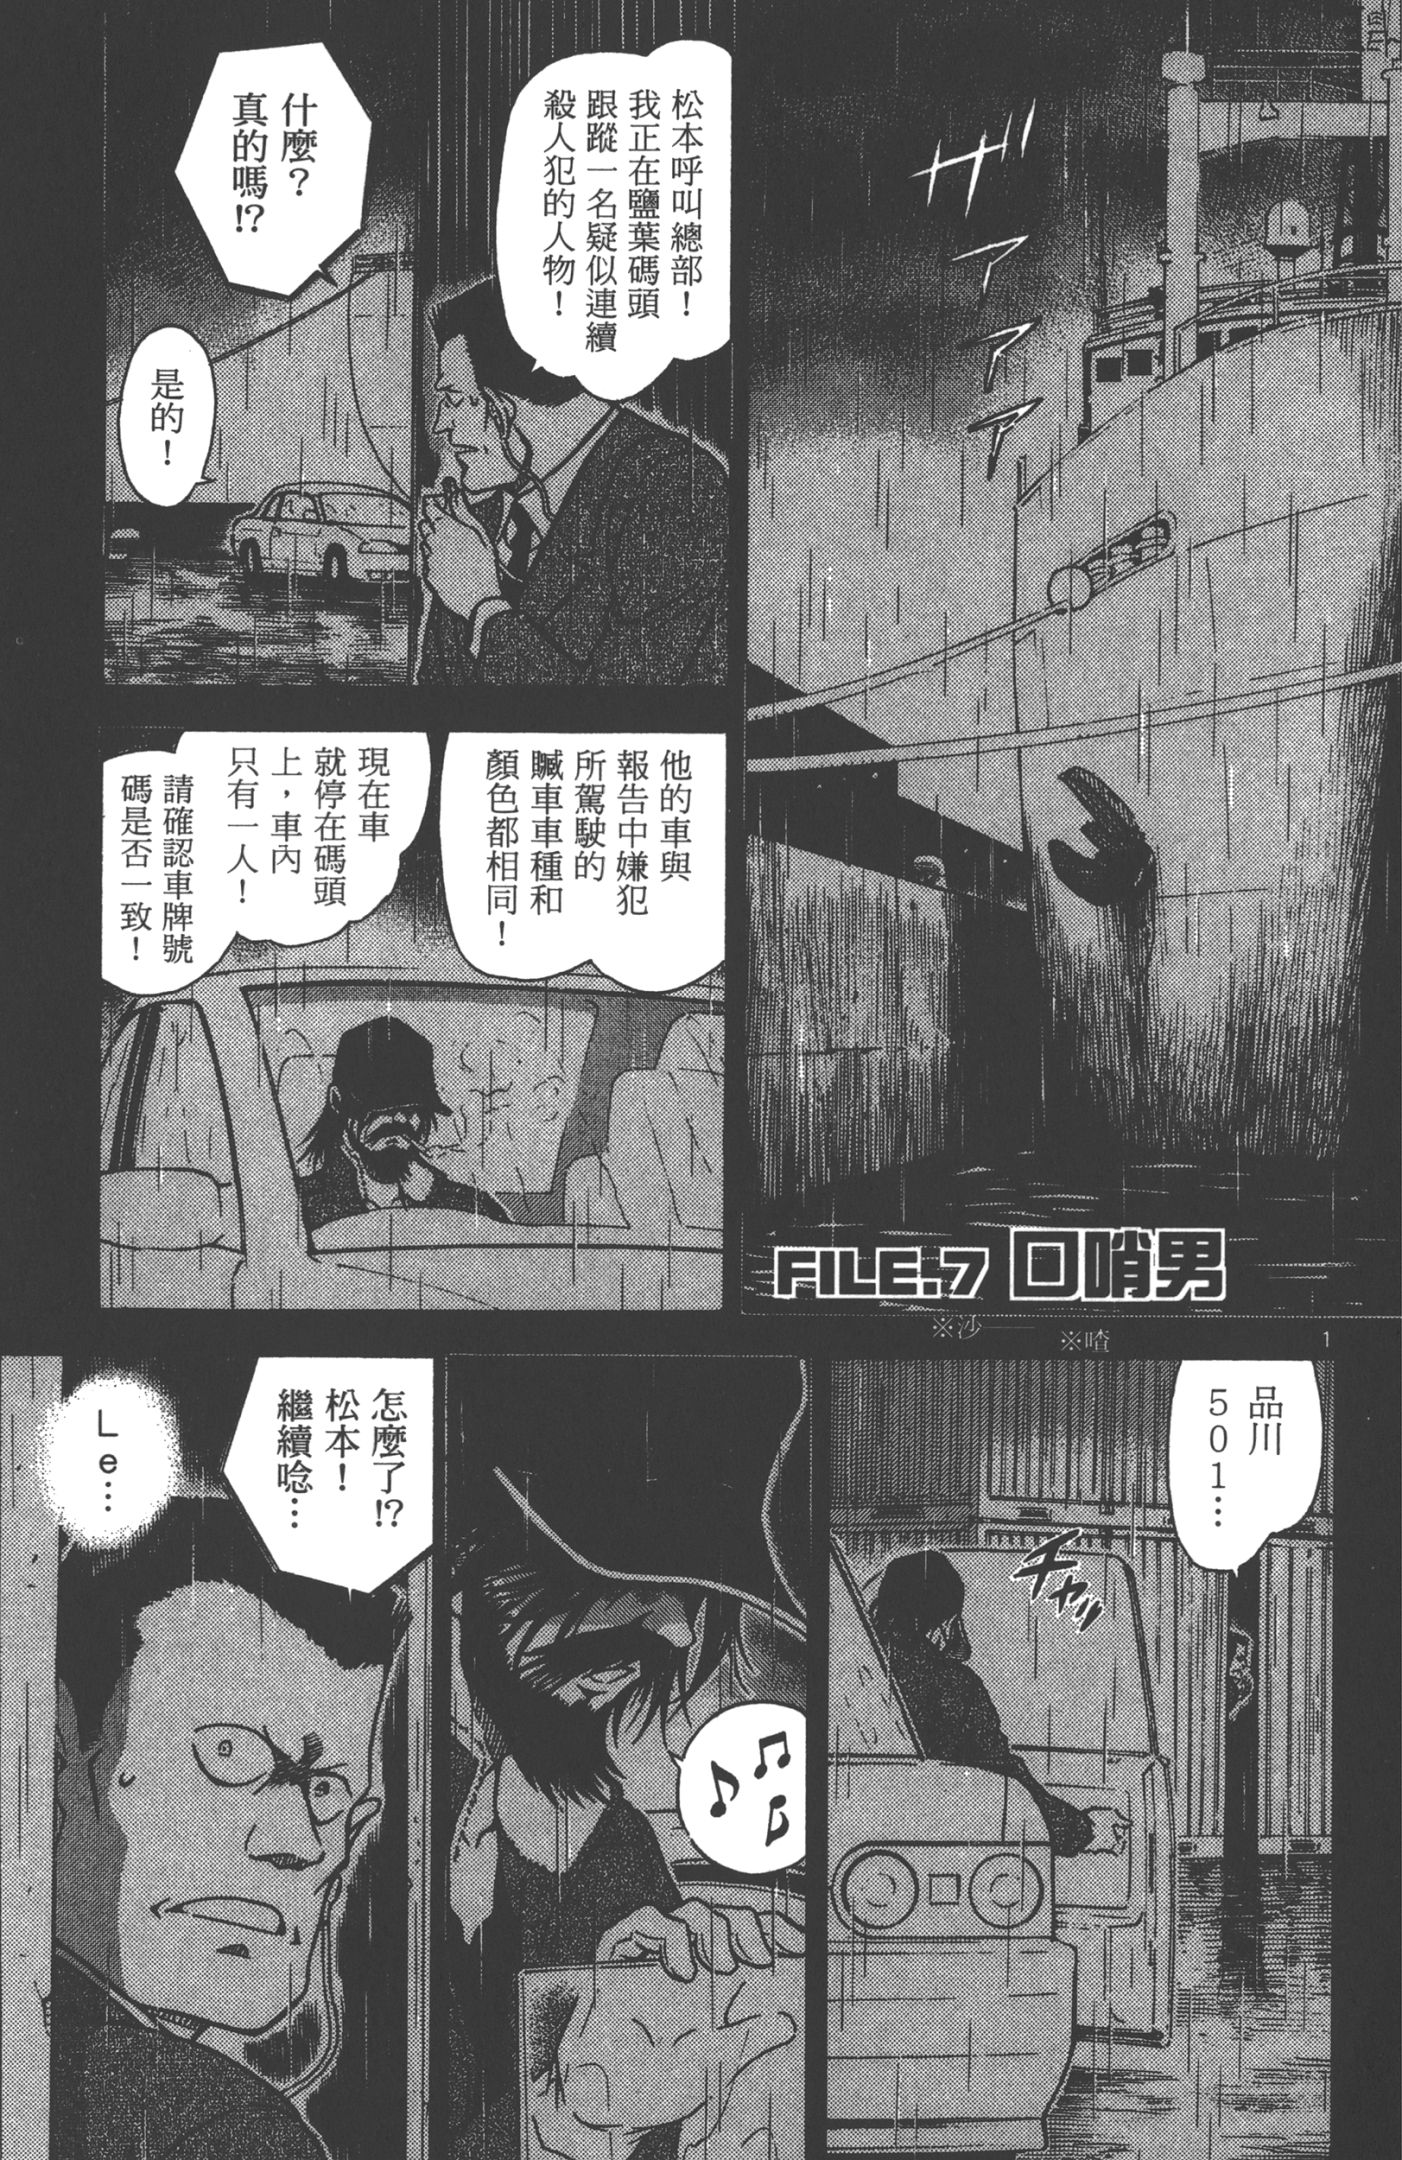 ザァァァ
FILE.7 口哨男
※沙──
※喳
1
松本呼叫總部！
我正在鹽葉碼頭
跟蹤一名疑似連續
殺人犯的人物！
什麼？
真的嗎!?
是的！
他的車與
報告中嫌犯
所駕駛的
贓車車種和
顏色都相同！
現在車
就停在碼頭
上，車內
只有一人！
請確認車牌號
碼是否一致！
品川
501…
チャッ
怎麼了!?
松本！
繼續唸…
Le…